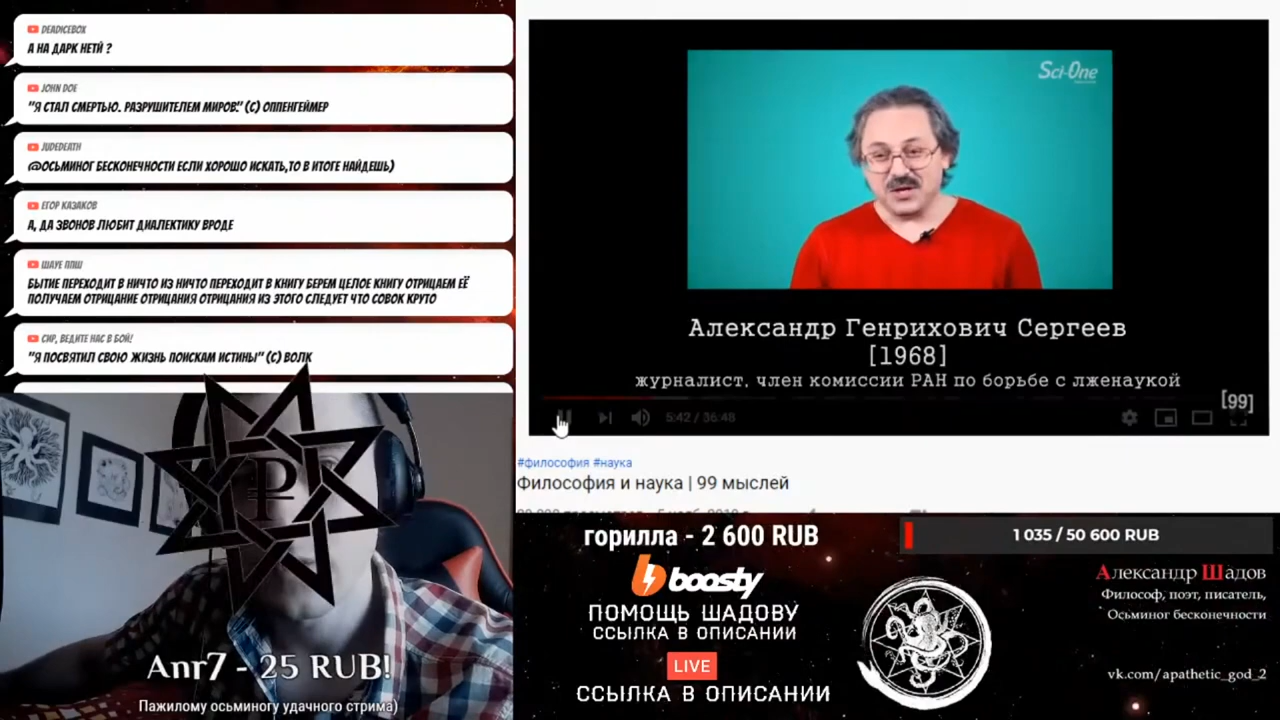 DEADICEBOX
А НА ДАРК НЕТЙ ?
JOHN DOE
"Я СТАЛ СМЕРТЬЮ. РАЗРУШИТЕЛЕМ МИРОВ." (С) ОППЕНГЕЙМЕР
JUDEDEATH
@ОСЬМИНОГ БЕСКОНЕЧНОСТИ ЕСЛИ ХОРОШО ИСКАТЬ,ТО В ИТОГЕ НАЙДЕШЬ)
ЕГОР КАЗАКОВ
А, ДА ЗВОНОВ ЛЮБИТ ДИАЛЕКТИКУ ВРОДЕ
ШАУЕ ППШ
БЫТИЕ ПЕРЕХОДИТ В НИЧТО ИЗ НИЧТО ПЕРЕХОДИТ В КНИГУ БЕРЕМ ЦЕЛОЕ КНИГУ ОТРИЦАЕМ ЕЁ
ПОЛУЧАЕМ ОТРИЦАНИЕ ОТРИЦАНИЯ ОТРИЦАНИЯ ИЗ ЭТОГО СЛЕДУЕТ ЧТО СОВОК КРУТО
СИР, ВЕДИТЕ НАС В БОЙ!
"Я ПОСВЯТИЛ СВОЮ ЖИЗНЬ ПОИСКАМ ИСТИНЫ" (С) ВОЛК
₽
Anr7 - 25 RUB!
Пажилому осьминогу удачного стрима)
Sci-One
Александр Генрихович Сергеев
[1968]
журналист, член комиссии РАН по борьбе с лженаукой
[99]
5:42 / 36:48
#философия #наука
Философия и наука | 99 мыслей
горилла - 2 600 RUB
boosty
ПОМОЩЬ ШАДОВУ
ССЫЛКА В ОПИСАНИИ
LIVE
ССЫЛКА В ОПИСАНИИ
1 035 / 50 600 RUB
Александр Шадов
Философ, поэт, писатель,
Осьминог бесконечности
vk.com/apathetic_god_2